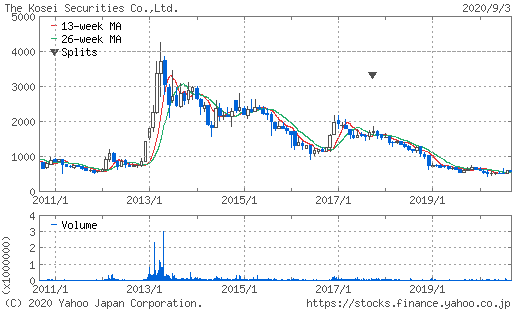 The Kosei Securities Co.,Ltd. 2020/9/3
5000
13-week MA
26-week MA
Splits
4000
3000
2000
1000
0
2011/1 2013/1 2015/1 2017/1 2019/1
4
Volume
3
2
1
0
(x1000000)
2011/1 2013/1 2015/1 2017/1 2019/1
(C) 2020 Yahoo Japan Corporation. https://stocks.finance.yahoo.co.jp/